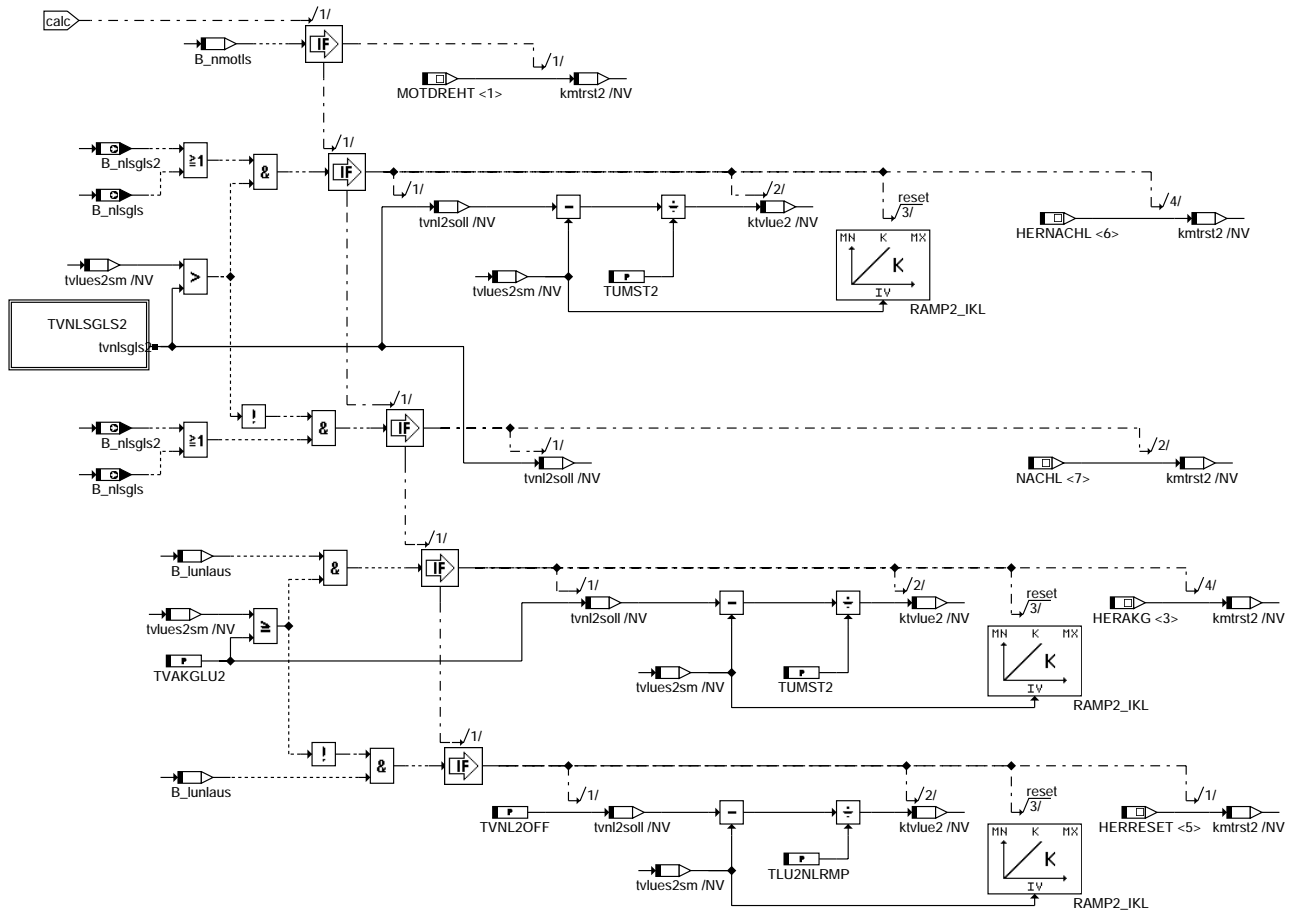 calc
/1/
IF
B_nmotls
/1/
MOTDREHT <1>
kmtrst2 /NV
/1/
B_nlsgls2
≥1
&
IF
/1/
/2/
reset
3/
/4/
B_nlsgls
tvnl2soll /NV
-
÷
ktvlue2 /NV
HERNACHL <6>
kmtrst2 /NV
MN K MX
K
IV
tvlues2sm /NV
>
tvlues2sm /NV
TUMST2
P
RAMP2_IKL
TVNLSGLS2
tvnlsgls2
/1/
!
&
IF
B_nlsgls2
≥1
/1/
/2/
B_nlsgls
tvnl2soll /NV
NACHL <7>
kmtrst2 /NV
/1/
B_lunlaus
&
IF
/1/
/2/
reset
3/
/4/
tvlues2sm /NV
≥
tvnl2soll /NV
-
÷
ktvlue2 /NV
HERAKG <3>
kmtrst2 /NV
MN K MX
K
IV
P
TVAKGLU2
tvlues2sm /NV
P
TUMST2
RAMP2_IKL
/1/
!
&
IF
B_lunlaus
/1/
/2/
reset
3/
/1/
P
TVNL2OFF
tvnl2soll /NV
-
÷
ktvlue2 /NV
HERRESET <5>
kmtrst2 /NV
MN K MX
K
IV
tvlues2sm /NV
P
TLU2NLRMP
RAMP2_IKL